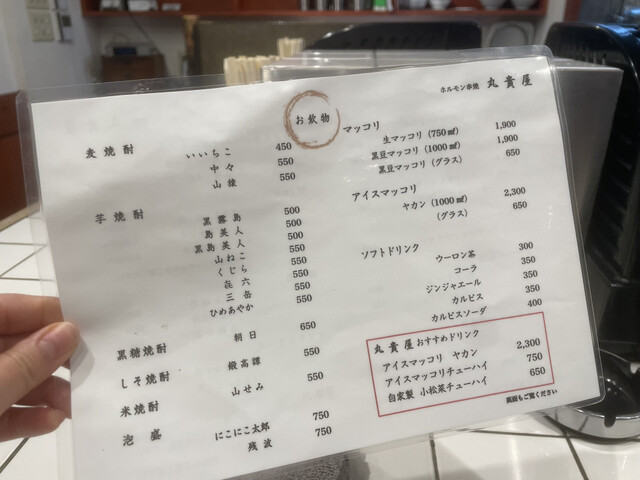 ホルモン串焼 丸貴屋
お飲物
麦焼酎
いいちこ 450
中々 550
山猿 550
芋焼酎
黒霧島 500
島美人 500
黒島美人 550
山ねこ 550
くじら 550
㐂六 550
三岳 550
ひめあやか 550
黒糖焼酎 朝日 650
しそ焼酎 鍛高譚 550
米焼酎 山せみ 550
泡盛
にこにこ太郎 750
残波 750
マッコリ
生マッコリ (750㎖) 1,900
黒豆マッコリ (1000㎖) 1,900
黒豆マッコリ (グラス) 650
アイスマッコリ
ヤカン (1000㎖) 2,300
(グラス) 650
ソフトドリンク
ウーロン茶 300
コーラ 350
ジンジャエール 350
カルピス 350
カルピスソーダ 400
丸貴屋おすすめドリンク
アイスマッコリ ヤカン 2,300
アイスマッコリチューハイ 750
自家製 小松菜チューハイ 650
裏面もご覧ください